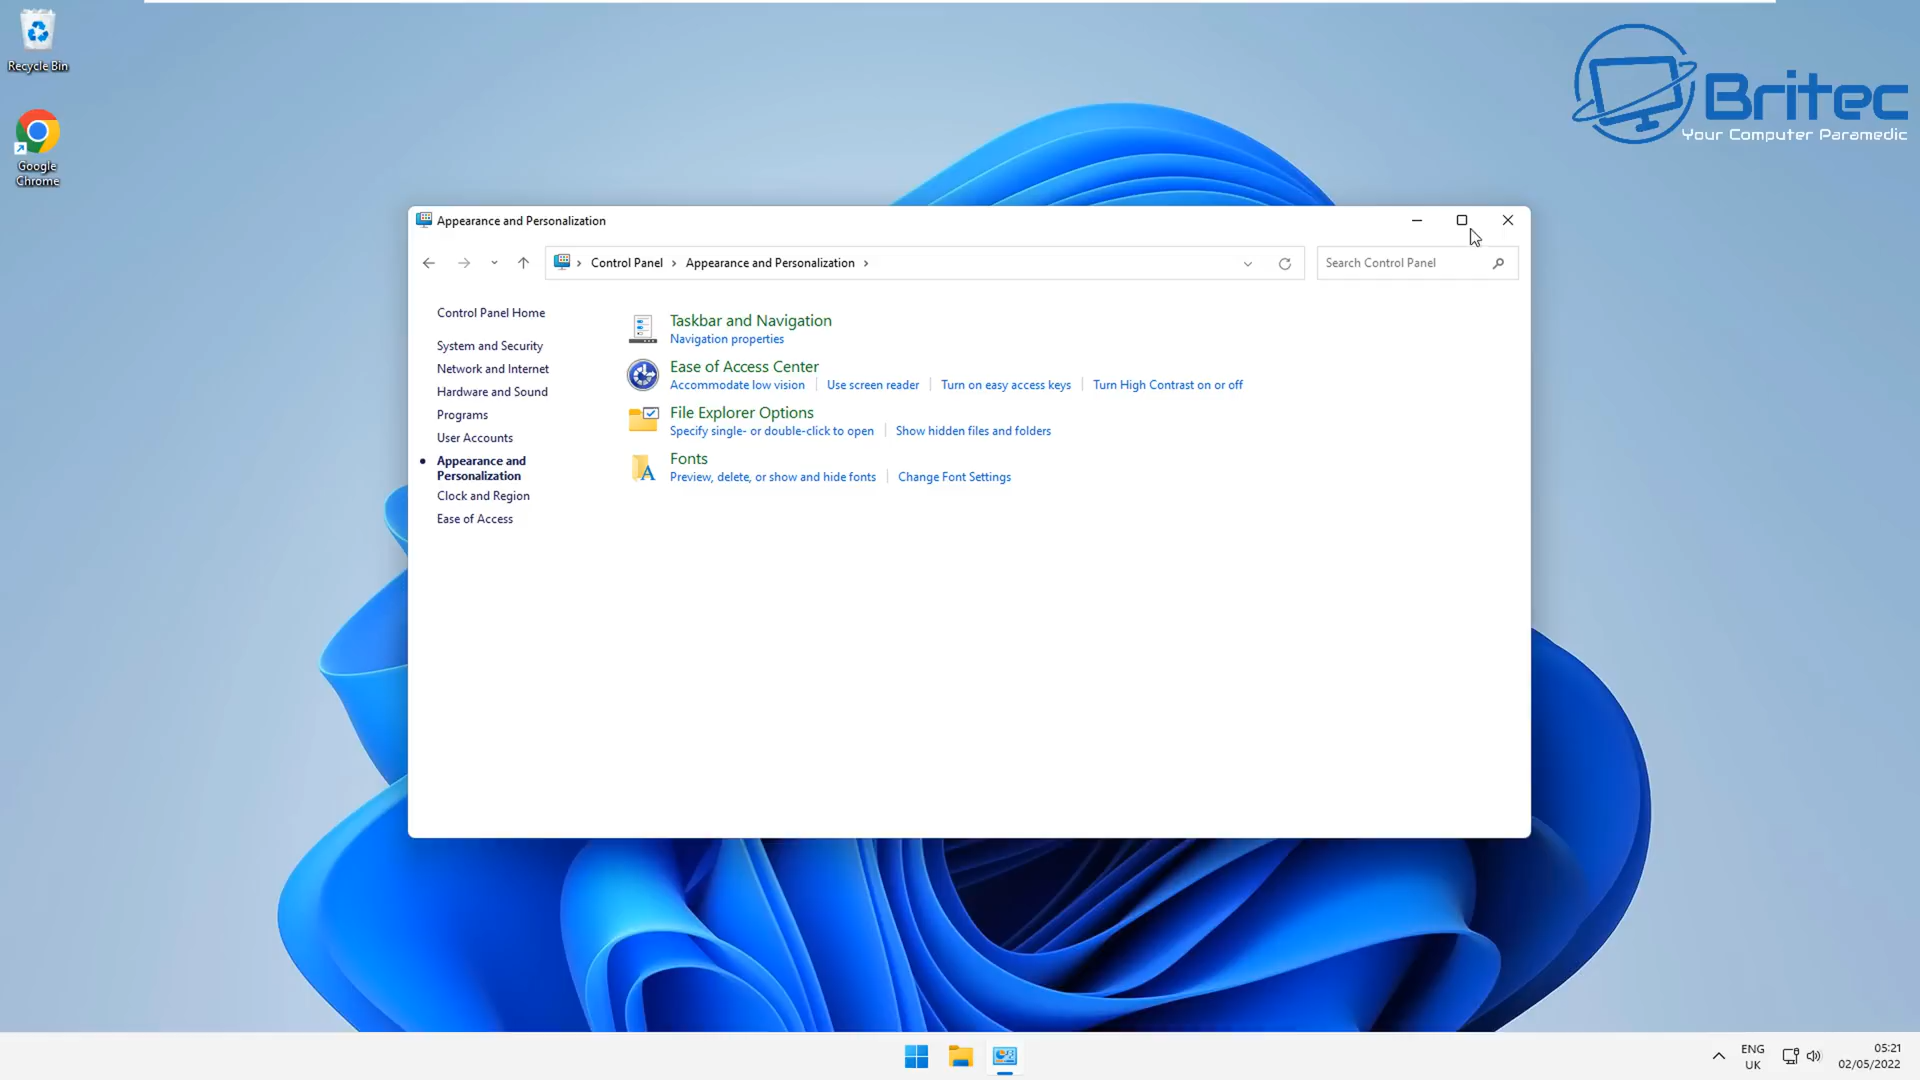 Recycle Bin
Google
Chrome
Britec
Your Computer Paramedic
Appearance and Personalization
Control Panel > Appearance and Personalization >
Search Control Panel
Control Panel Home
System and Security
Network and Internet
Hardware and Sound
Programs
User Accounts
Appearance and
Personalization
Clock and Region
Ease of Access
Taskbar and Navigation
Navigation properties
Ease of Access Center
Accommodate low vision | Use screen reader | Turn on easy access keys | Turn High Contrast on or off
File Explorer Options
Specify single- or double-click to open | Show hidden files and folders
Fonts
Preview, delete, or show and hide fonts | Change Font Settings
ENG
UK
05:21
02/05/2022